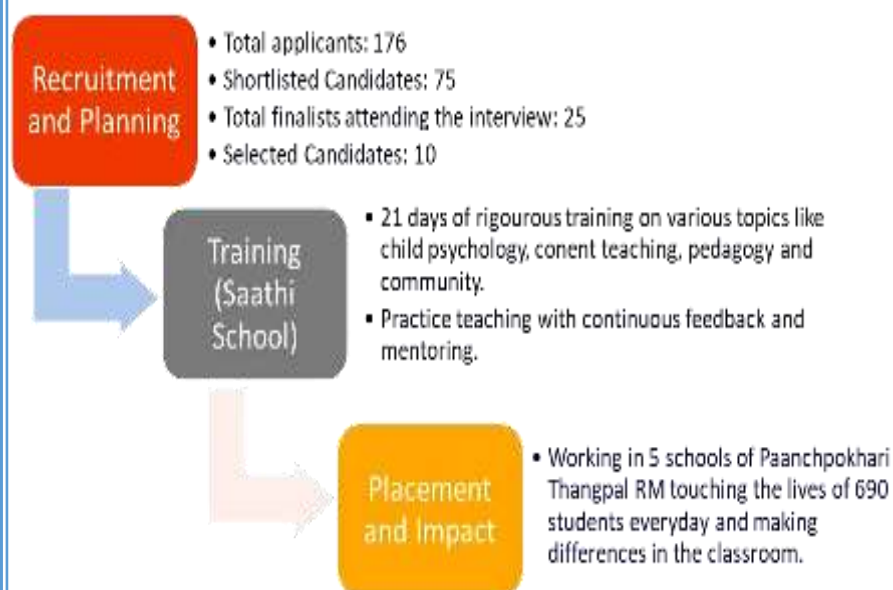 Recruitment
and Planning
• Total applicants: 176
• Shortlisted Candidates: 75
• Total finalists attending the interview: 25
• Selected Candidates: 10
Training
(Saathi
School)
▪ 21 days of rigourous training on various topics like
child psychology, conent teaching, pedagogy and
community.
▪ Practice teaching with continuous feedback and
mentoring.
Placement
and Impact
• Working in 5 schools of Paanchpokhari
Thangpal RM touching the lives of 690
students everyday and making
differences in the classroom.